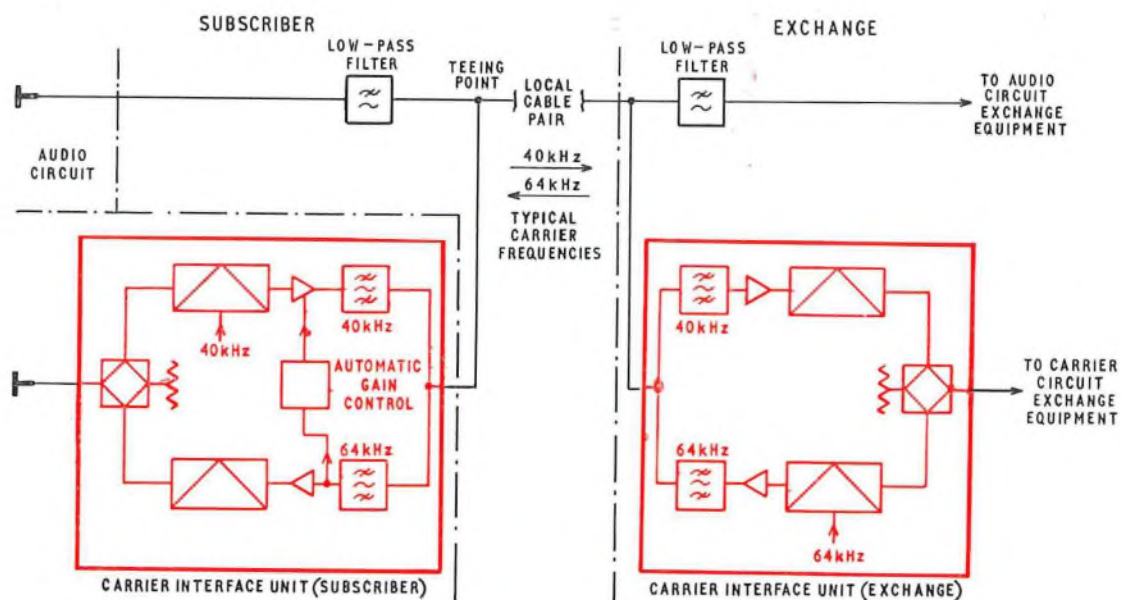 SUBSCRIBER
EXCHANGE
LOW-PASS
FILTER
TEEING
POINT
LOCAL
CABLE
PAIR
LOW-PASS
FILTER
TO AUDIO
CIRCUIT
EXCHANGE
EQUIPMENT
AUDIO
CIRCUIT
40kHz
64kHz
TYPICAL
CARRIER
FREQUENCIES
40kHz
40kHz
AUTOMATIC
GAIN
CONTROL
64kHz
CARRIER INTERFACE UNIT (SUBSCRIBER)
40kHz
64kHz
64kHz
TO CARRIER
CIRCUIT
EXCHANGE
EQUIPMENT
CARRIER INTERFACE UNIT (EXCHANGE)